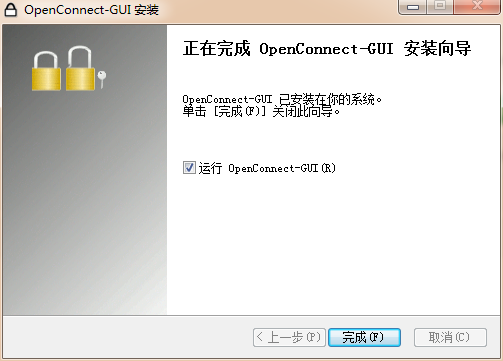 OpenConnect-GUI 安装
正在完成 OpenConnect-GUI 安装向导
OpenConnect-GUI 已安装在你的系统。
单击 [完成(F)] 关闭此向导。
运行 OpenConnect-GUI(R)
< 上一步(P) 完成(F) 取消(C)